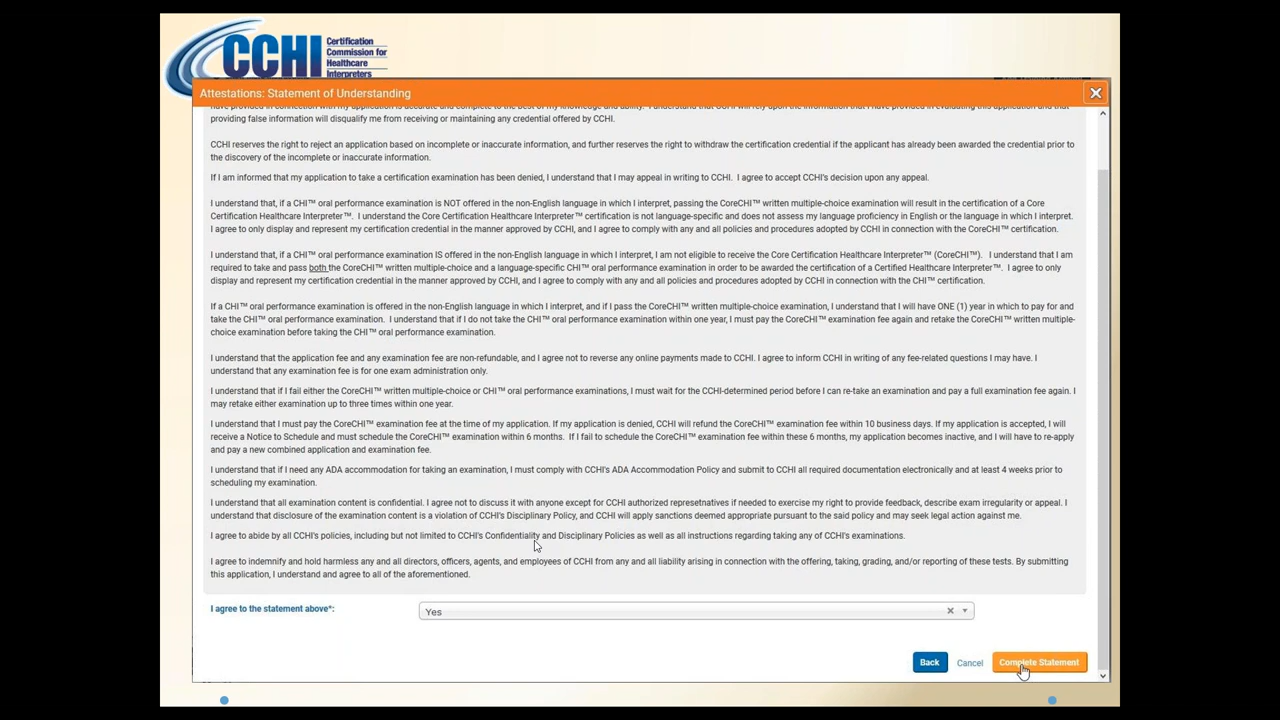 CCHI
Certification
Commission for
Healthcare
Interpreters
Attestations: Statement of Understanding
have provided in connection with my application is accurate and complete to the best of my knowledge and ability. I understand that CCHI will rely upon the information that I have provided in evaluating this application and that
providing false information will disqualify me from receiving or maintaining any credential offered by CCHI.
CCHI reserves the right to reject an application based on incomplete or inaccurate information, and further reserves the right to withdraw the certification credential if the applicant has already been awarded the credential prior to
the discovery of the incomplete or inaccurate information.
If I am informed that my application to take a certification examination has been denied, I understand that I may appeal in writing to CCHI. I agree to accept CCHI's decision upon any appeal.
I understand that, if a CHI™ oral performance examination is NOT offered in the non-English language in which I interpret, passing the CoreCHI™ written multiple-choice examination will result in the certification of a Core
Certification Healthcare Interpreter™. I understand the Core Certification Healthcare Interpreter™ certification is not language-specific and does not assess my language proficiency in English or the language in which I interpret.
I agree to only display and represent my certification credential in the manner approved by CCHI, and I agree to comply with any and all policies and procedures adopted by CCHI in connection with the CoreCHI™ certification.
I understand that, if a CHI™ oral performance examination IS offered in the non-English language in which I interpret, I am not eligible to receive the Core Certification Healthcare Interpreter™ (CoreCHI™). I understand that I am
required to take and pass both the CoreCHI™ written multiple-choice and a language-specific CHI™ oral performance examination in order to be awarded the certification of a Certified Healthcare Interpreter™. I agree to only
display and represent my certification credential in the manner approved by CCHI, and I agree to comply with any and all policies and procedures adopted by CCHI in connection with the CHI™ certification.
If a CHI™ oral performance examination is offered in the non-English language in which I interpret, and if I pass the CoreCHI™ written multiple-choice examination, I understand that I will have ONE (1) year in which to pay for and
take the CHI™ oral performance examination. I understand that if I do not take the CHI™ oral performance examination within one year, I must pay the CoreCHI™ examination fee again and retake the CoreCHI™ written multiple-
choice examination before taking the CHI™ oral performance examination.
I understand that the application fee and any examination fee are non-refundable, and I agree not to reverse any online payments made to CCHI. I agree to inform CCHI in writing of any fee-related questions I may have. I
understand that any examination fee is for one exam administration only.
I understand that if I fail either the CoreCHI™ written multiple-choice or CHI™ oral performance examinations, I must wait for the CCHI-determined period before I can re-take an examination and pay a full examination fee again. I
may retake either examination up to three times within one year.
I understand that I must pay the CoreCHI™ examination fee at the time of my application. If my application is denied, CCHI will refund the CoreCHI™ examination fee within 10 business days. If my application is accepted, I will
receive a Notice to Schedule and must schedule the CoreCHI™ examination within 6 months. If I fail to schedule the CoreCHI™ examination fee within these 6 months, my application becomes inactive, and I will have to re-apply
and pay a new combined application and examination fee.
I understand that if I need any ADA accommodation for taking an examination, I must comply with CCHI's ADA Accommodation Policy and submit to CCHI all required documentation electronically and at least 4 weeks prior to
scheduling my examination.
I understand that all examination content is confidential. I agree not to discuss it with anyone except for CCHI authorized represetnatives if needed to exercise my right to provide feedback, describe exam irregularity or appeal. I
understand that disclosure of the examination content is a violation of CCHI's Disciplinary Policy, and CCHI will apply sanctions deemed appropriate pursuant to the said policy and may seek legal action against me.
I agree to abide by all CCHI's policies, including but not limited to CCHI's Confidentiality and Disciplinary Policies as well as all instructions regarding taking any of CCHI's examinations.
I agree to indemnify and hold harmless any and all directors, officers, agents, and employees of CCHI from any and all liability arising in connection with the offering, taking, grading, and/or reporting of these tests. By submitting
this application, I understand and agree to all of the aforementioned.
I agree to the statement above*:
Yes
Back
Cancel
Complete Statement